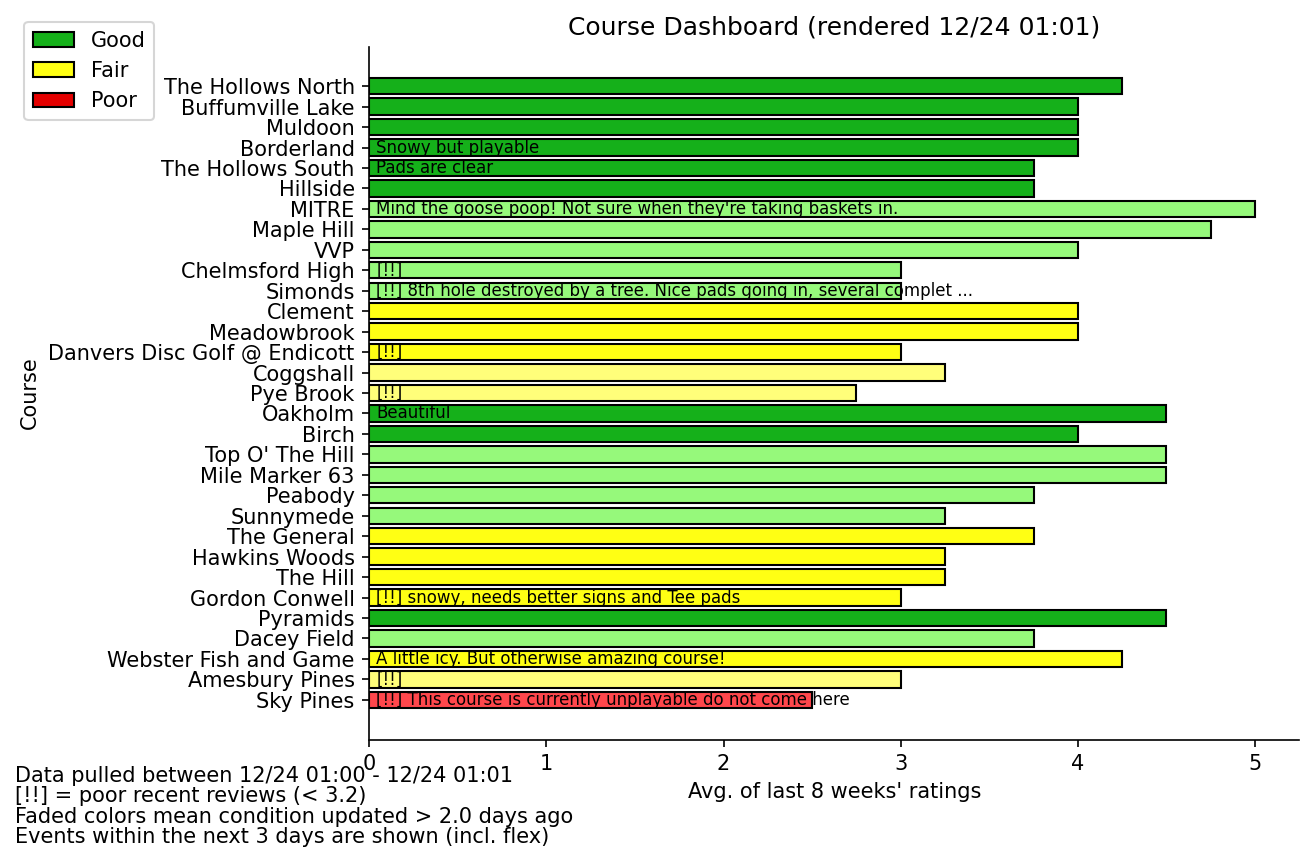 Course Dashboard (rendered 12/24 01:01)
Good
Fair
Poor
The Hollows North
Buffumville Lake
Muldoon
Borderland Snowy but playable
The Hollows South Pads are clear
Hillside
MITRE Mind the goose poop! Not sure when they're taking baskets in.
Maple Hill
VVP
Chelmsford High [!!]
Simonds [!!] 8th hole destroyed by a tree. Nice pads going in, several complet ...
Clement
Meadowbrook
Danvers Disc Golf @ Endicott [!!]
Coggshall
Pye Brook [!!]
Oakholm Beautiful
Birch
Top O' The Hill
Mile Marker 63
Peabody
Sunnymede
The General
Hawkins Woods
The Hill
Gordon Conwell [!!] snowy, needs better signs and Tee pads
Pyramids
Dacey Field
Webster Fish and Game A little icy. But otherwise amazing course!
Amesbury Pines [!!]
Sky Pines [!!] This course is currently unplayable do not come here
Course
0 1 2 3 4 5
Avg. of last 8 weeks' ratings
Data pulled between 12/24 01:00 - 12/24 01:01
[!!] = poor recent reviews (< 3.2)
Faded colors mean condition updated > 2.0 days ago
Events within the next 3 days are shown (incl. flex)